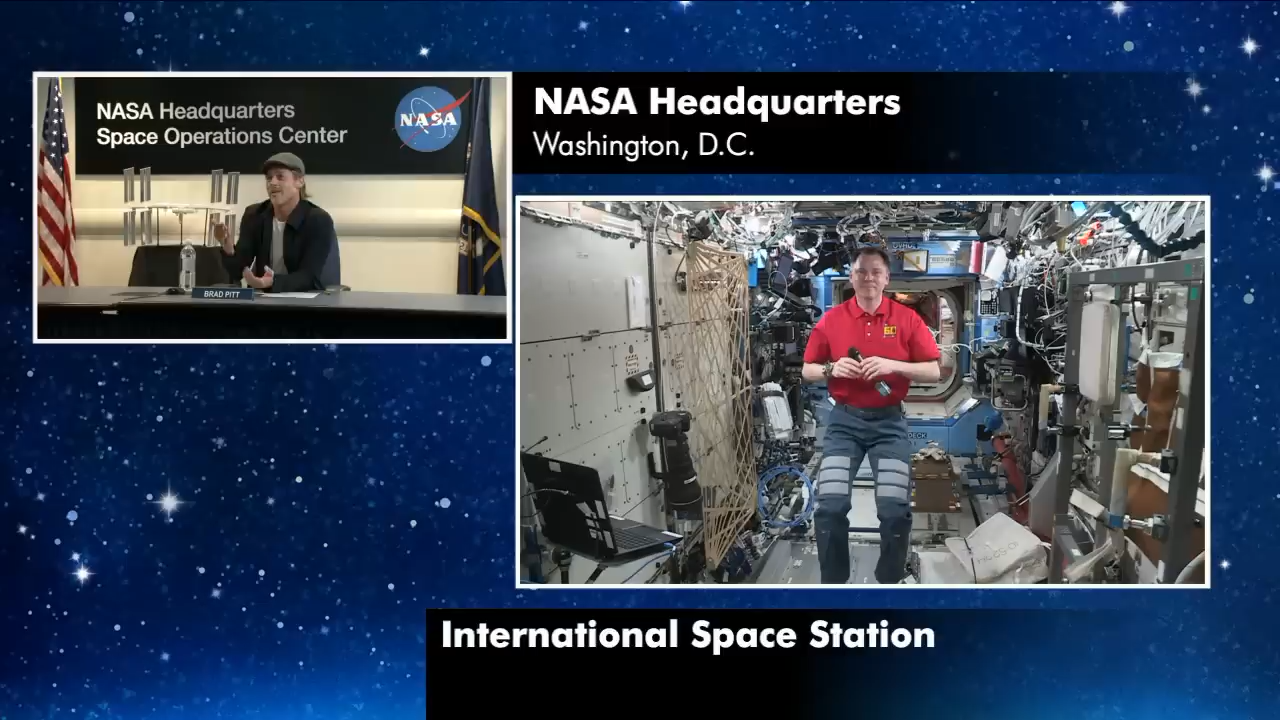 NASA Headquarters
Space Operations Center
NASA
BRAD PITT
NASA Headquarters
Washington, D.C.
International Space Station